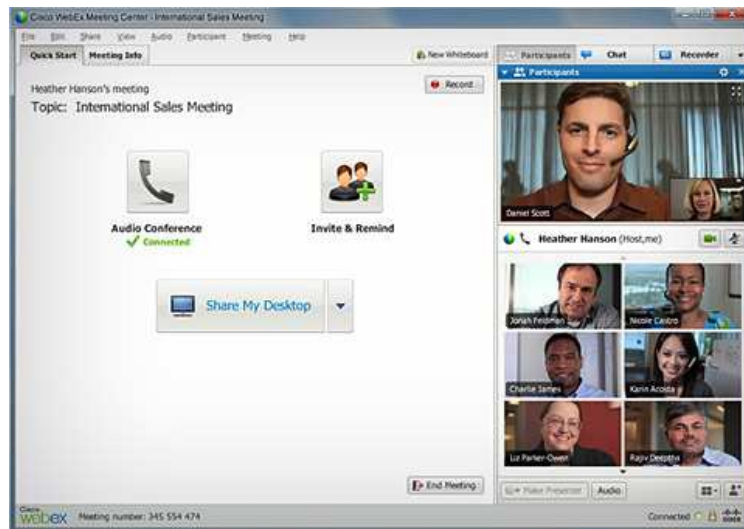 Cisco WebEx Meeting Center - International Sales Meeting
File Edit Share View Audio Participant Meeting Help
Quick Start Meeting Info
New Whiteboard
Participants Chat Recorder
Participants
Heather Hanson's meeting
Record
Topic: International Sales Meeting
Daniel Scott
Audio Conference
Connected
Invite & Remind
Heather Hanson (Host,me)
Share My Desktop
Jonah Feldman Nicole Castro
Charlie James Karin Acosta
Liz Parker-Owen Rajiv
End Meeting
Make Presenter Audio
Cisco
webex Meeting number: 345 554 474
Connected